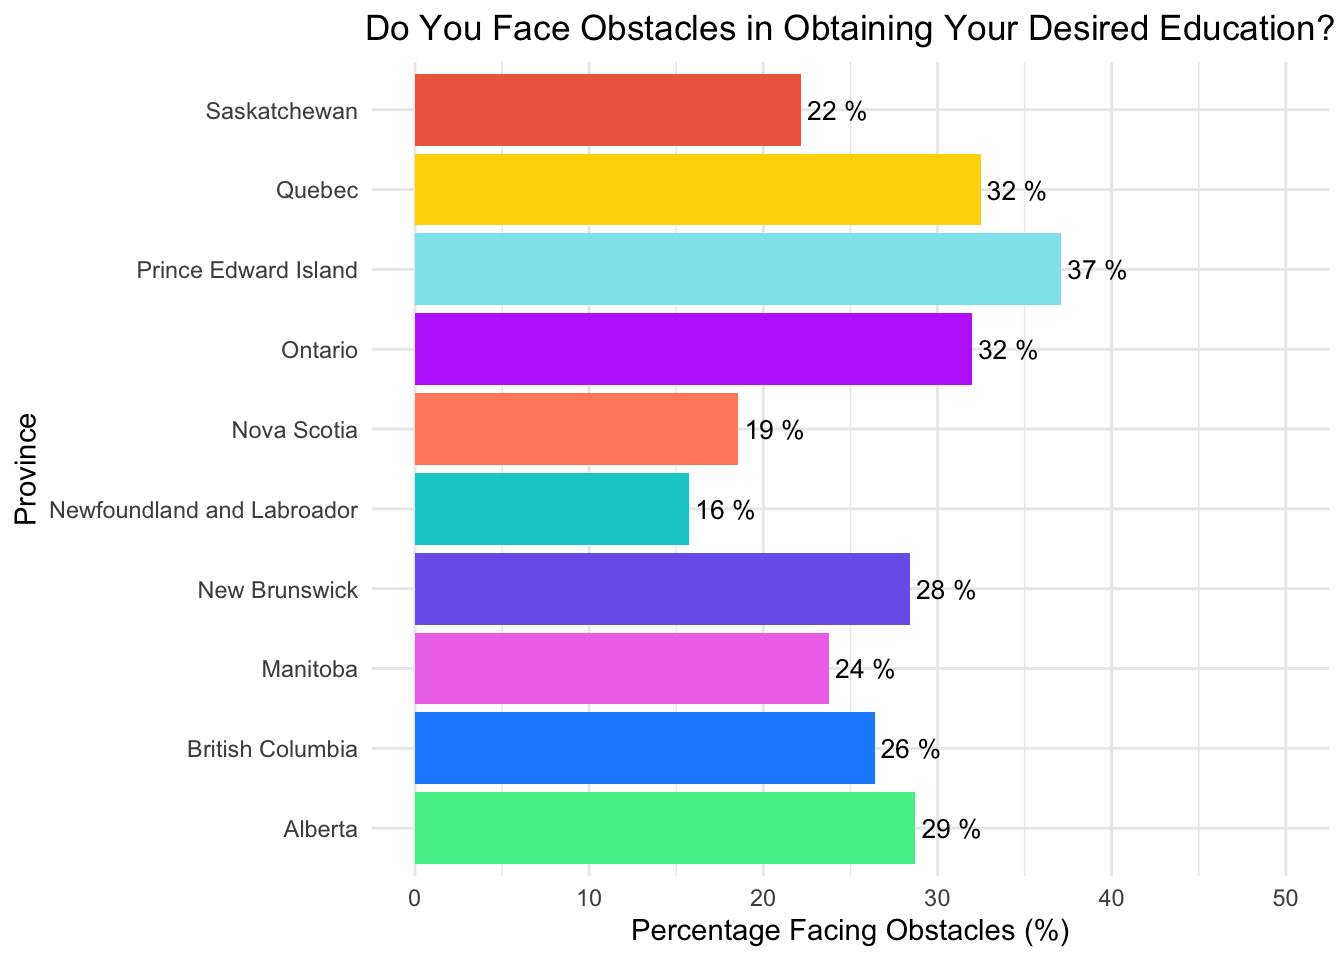 Do You Face Obstacles in Obtaining Your Desired Education?
Province
Saskatchewan 22 %
Quebec 32 %
Prince Edward Island 37 %
Ontario 32 %
Nova Scotia 19 %
Newfoundland and Labroador 16 %
New Brunswick 28 %
Manitoba 24 %
British Columbia 26 %
Alberta 29 %
0 10 20 30 40 50
Percentage Facing Obstacles (%)